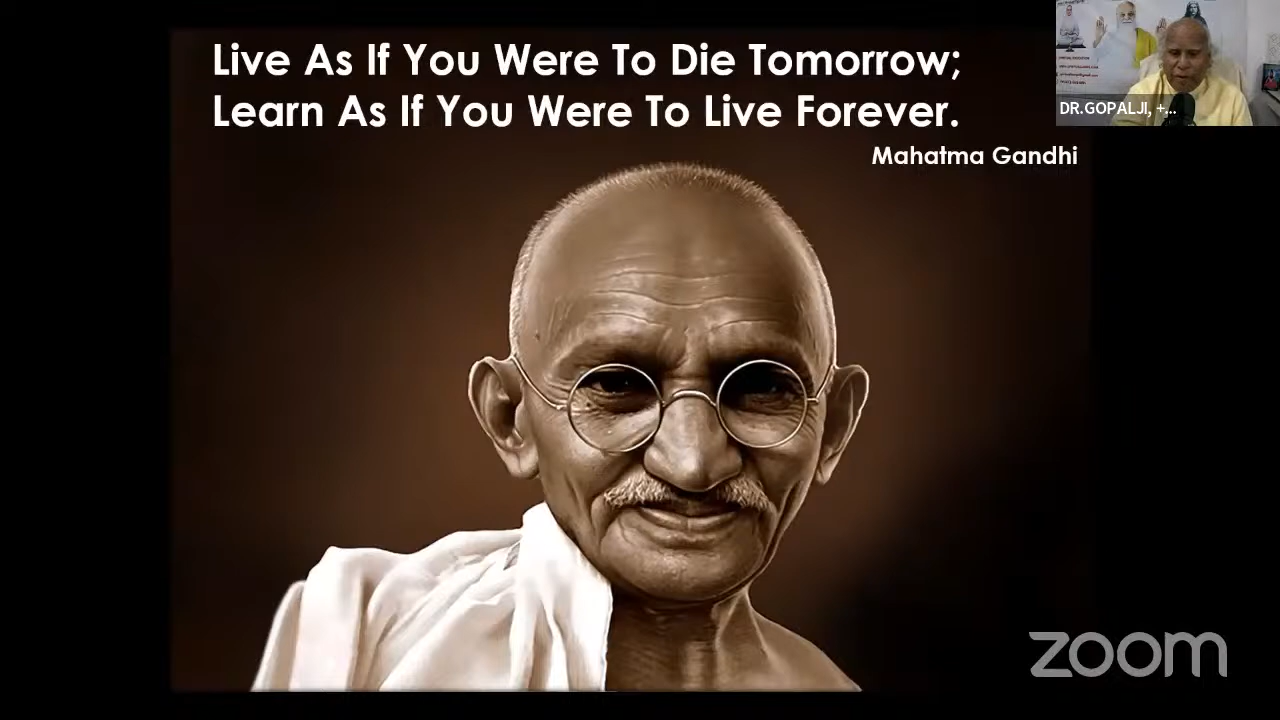 Live As If You Were To Die Tomorrow;
Learn As If You Were To Live Forever.
Mahatma Gandhi
DR.GOPALJI, +...
zoom